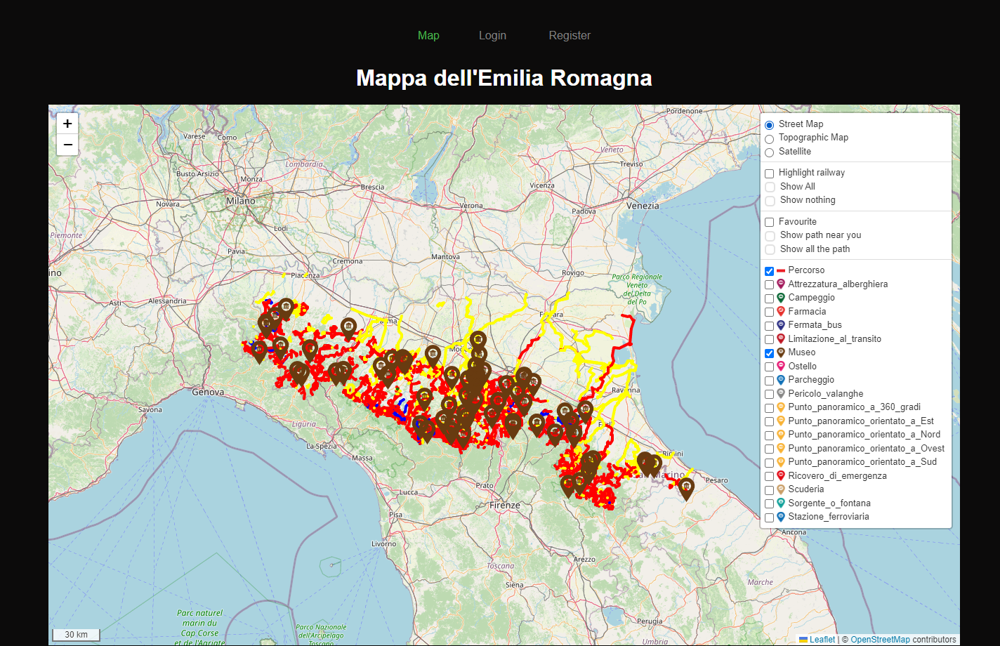 Map Login Register
Mappa dell'Emilia Romagna
+
−
Street Map
Topographic Map
Satellite
Highlight railway
Show All
Show nothing
Favourite
Show path near you
Show all the path
Percorso
Attrezzatura_alberghiera
Campeggio
Farmacia
Fermata_bus
Limitazione_al_transito
Museo
Ostello
Parcheggio
Pericolo_valanghe
Punto_panoramico_a_360_gradi
Punto_panoramico_orientato_a_Est
Punto_panoramico_orientato_a_Nord
Punto_panoramico_orientato_a_Ovest
Punto_panoramico_orientato_a_Sud
Ricovero_di_emergenza
Scuderia
Sorgente_o_fontana
Stazione_ferroviaria
Pordenone
Varese
Como
Veneto
Treviso
Lombardia
Busto Arsizio
Monza
Brescia
Vicenza
Novara
Milano
Verona
Padova
Venezia
Lodi
Piemonte
Pavia
Cremona
Mantova
Rovigo
Piacenza
Parco Regionale
Veneto
del Delta
del Po
Asti
Alessandria
Genova
Ravenna
Savona
Liguria
La Spezia
Massa
Rimini
Pesaro
Prato
Lucca
Firenze
Pisa
Livorno
Ancona
Arezzo
Toscana
Siena
Marche
Parc naturel
marin du
Cap Corse
et de l'Agriate
Parco Nazionale
dell'Arcipelago
Toscano
Perugia
Umbria
30 km
Leaflet | © OpenStreetMap contributors